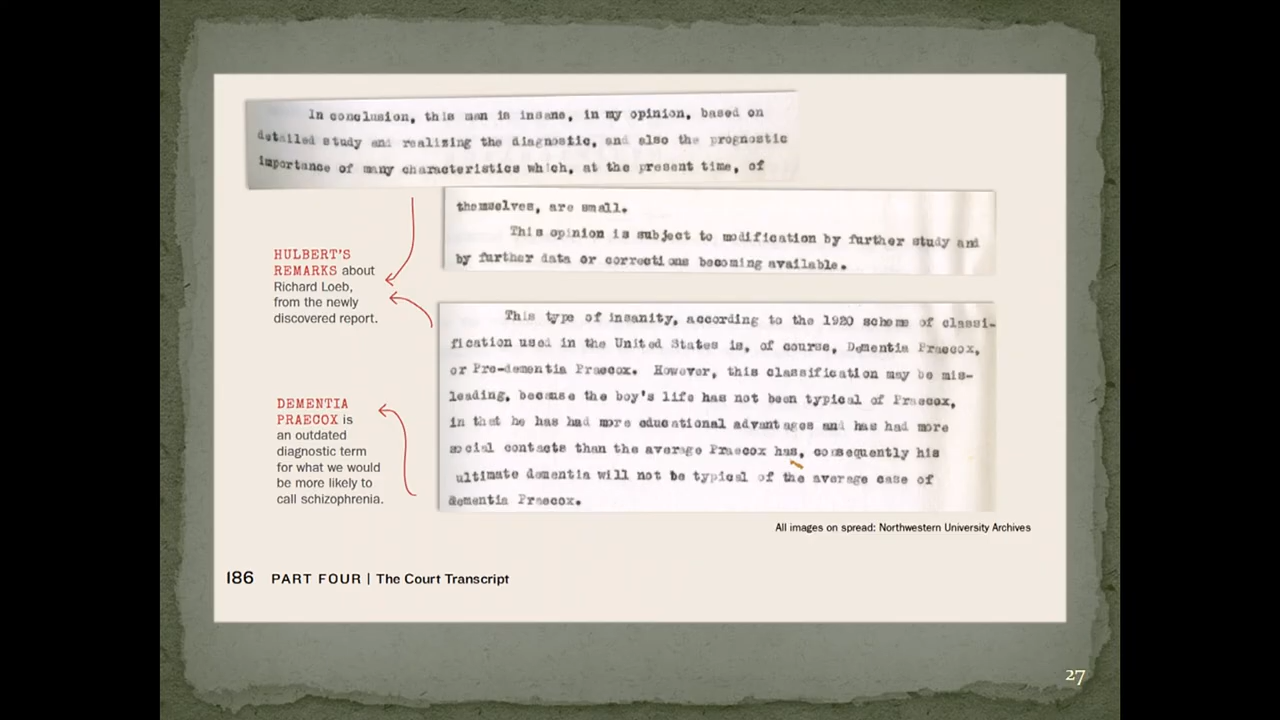 In conclusion, this man is insane, in my opinion, based on
detailed study and realizing the diagnostic, and also the prognostic
importance of many characteristics which, at the present time, of
themselves, are small.
This opinion is subject to modification by further study and
by further data or corrections becoming available.
HULBERT'S
REMARKS about
Richard Loeb,
from the newly
discovered report.
This type of insanity, according to the 1920 scheme of classi-
fication used in the United States is, of course, Dementia Praecox,
or Pre-dementia Praecox. However, this classification may be mis-
leading, because the boy's life has not been typical of Praecox,
in that he has had more educational advantages and has had more
social contacts than the average Praecox has, consequently his
ultimate dementia will not be typical of the average case of
dementia Praecox.
DEMENTIA
PRAECOX is
an outdated
diagnostic term
for what we would
be more likely to
call schizophrenia.
All images on spread: Northwestern University Archives
186 PART FOUR | The Court Transcript
27